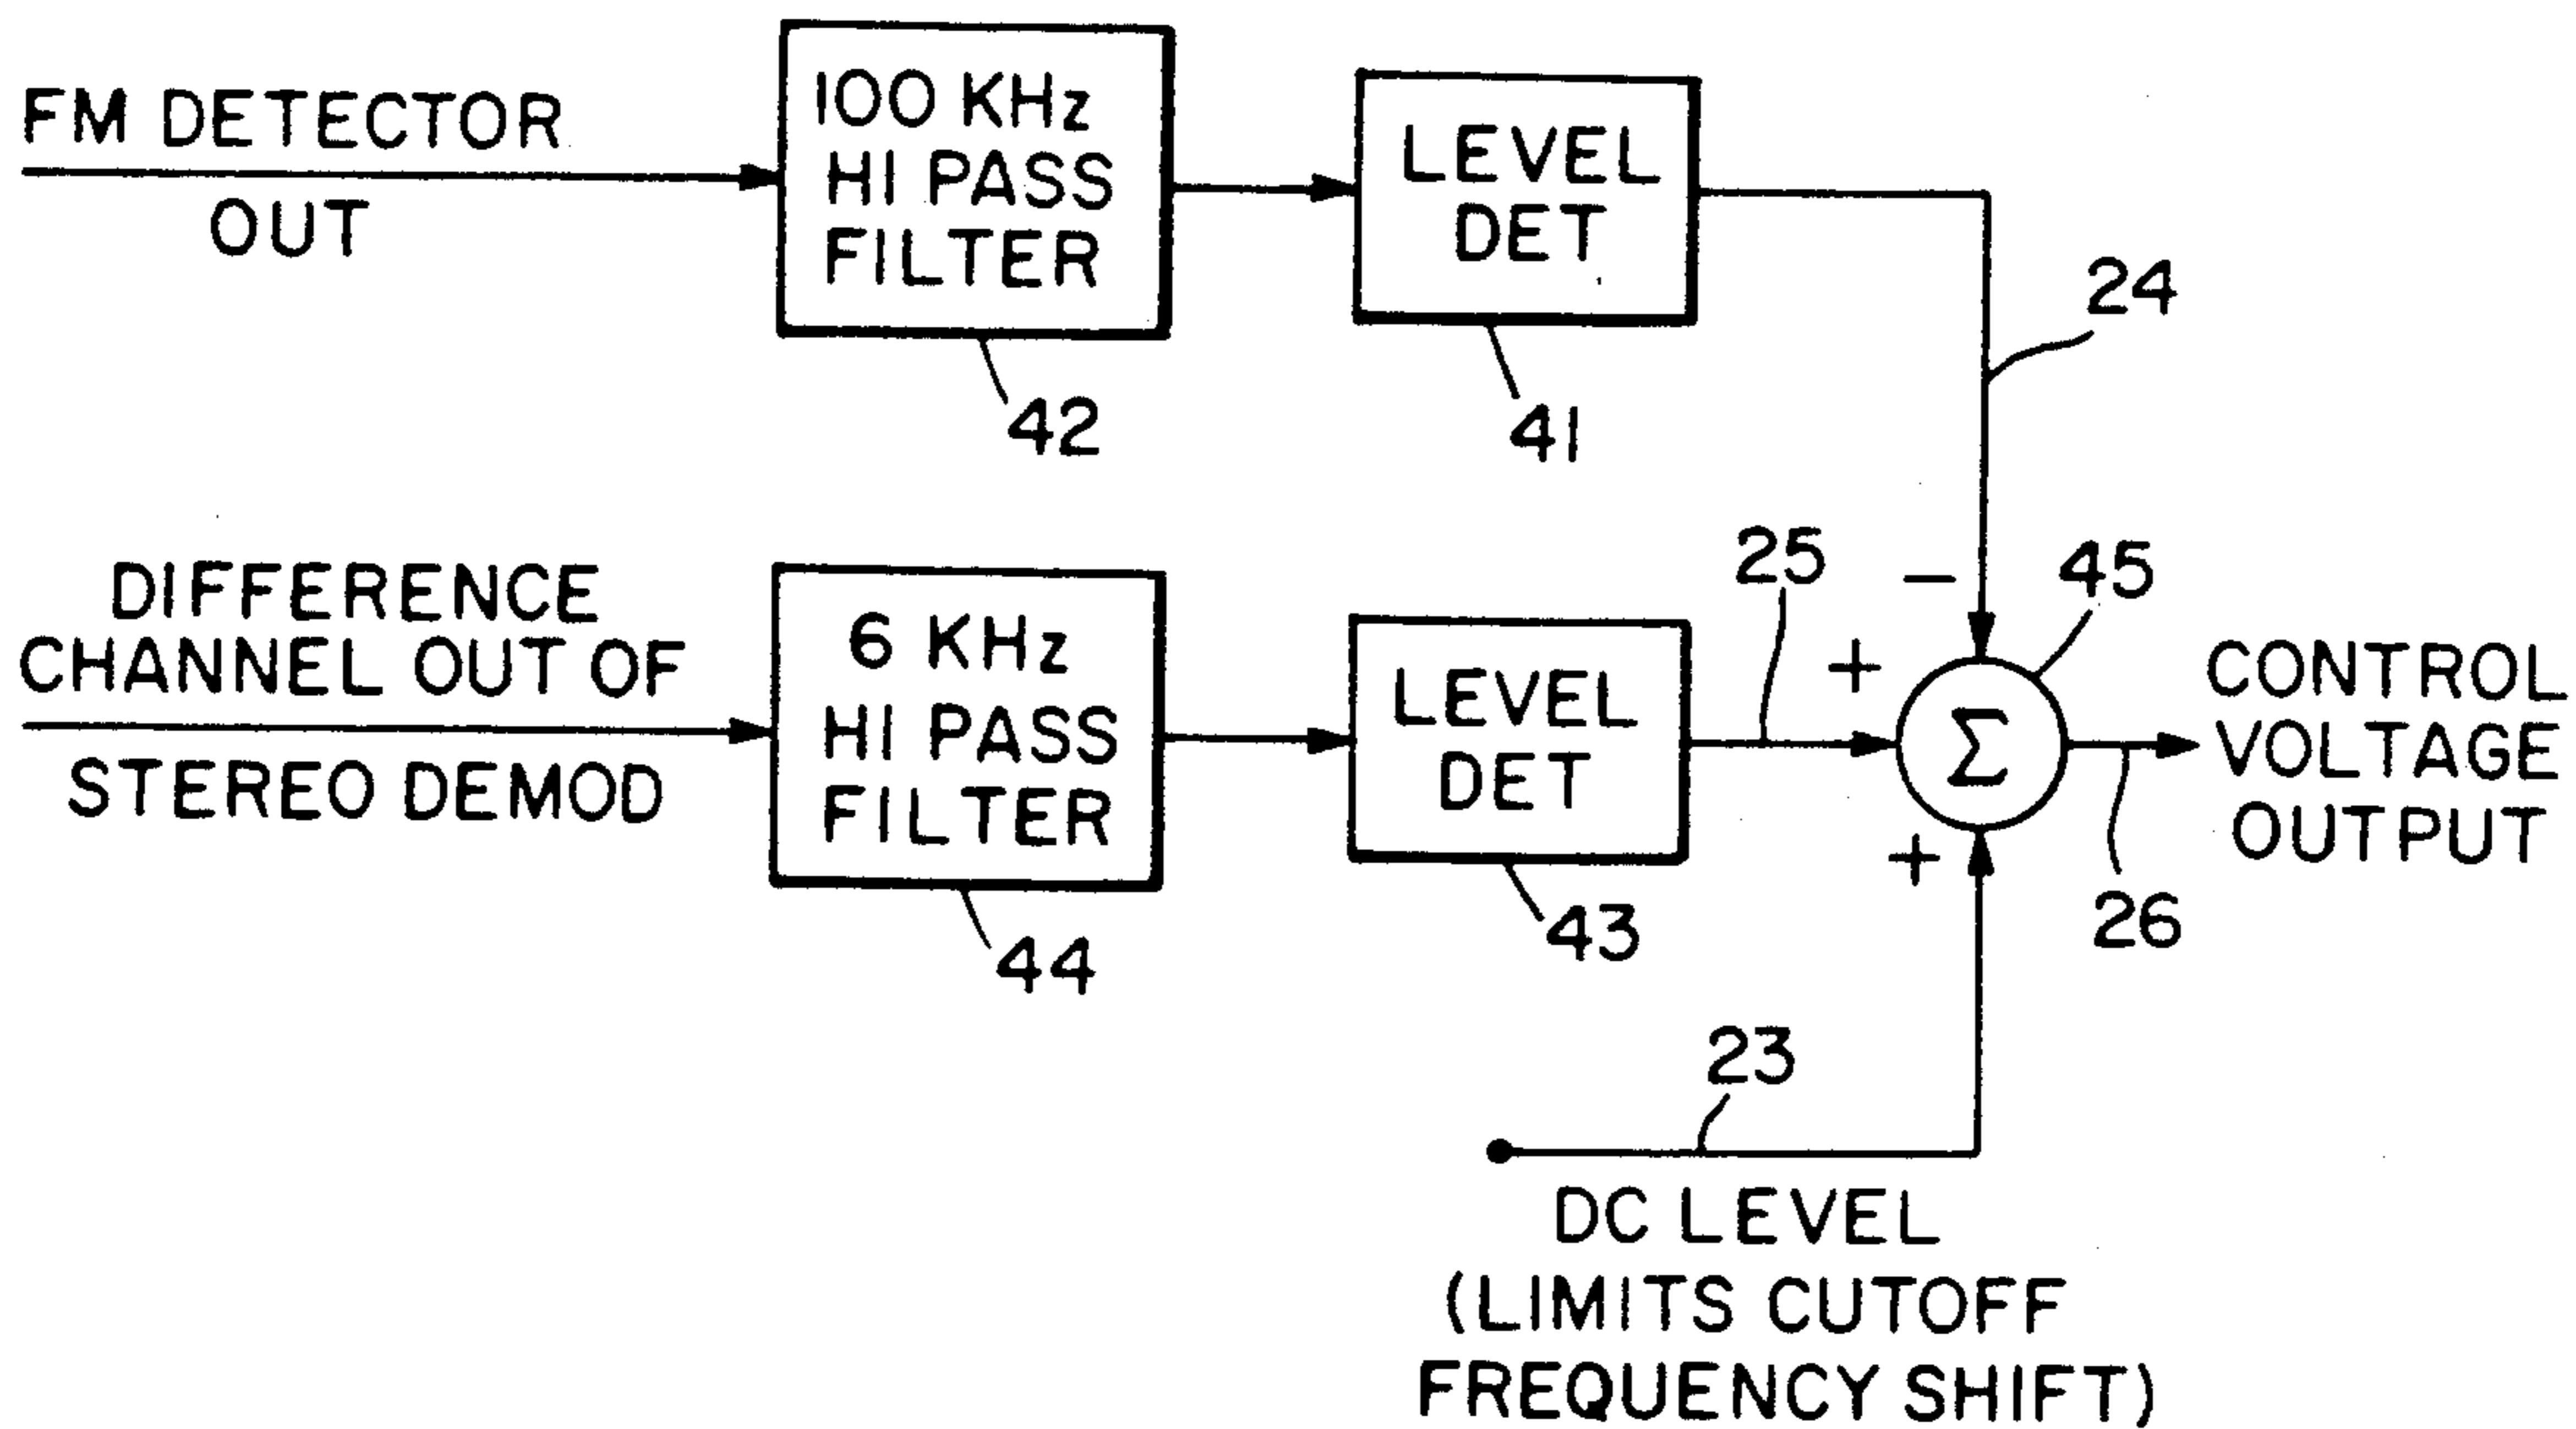 FM DETECTOR
OUT
100 KHz
HI PASS
FILTER
42
LEVEL
DET
41
24
DIFFERENCE
CHANNEL OUT OF
STEREO DEMOD
6 KHz
HI PASS
FILTER
44
LEVEL
DET
43
25
−
+
+
Σ
45
CONTROL
VOLTAGE
OUTPUT
26
23
DC LEVEL
(LIMITS CUTOFF
FREQUENCY SHIFT)